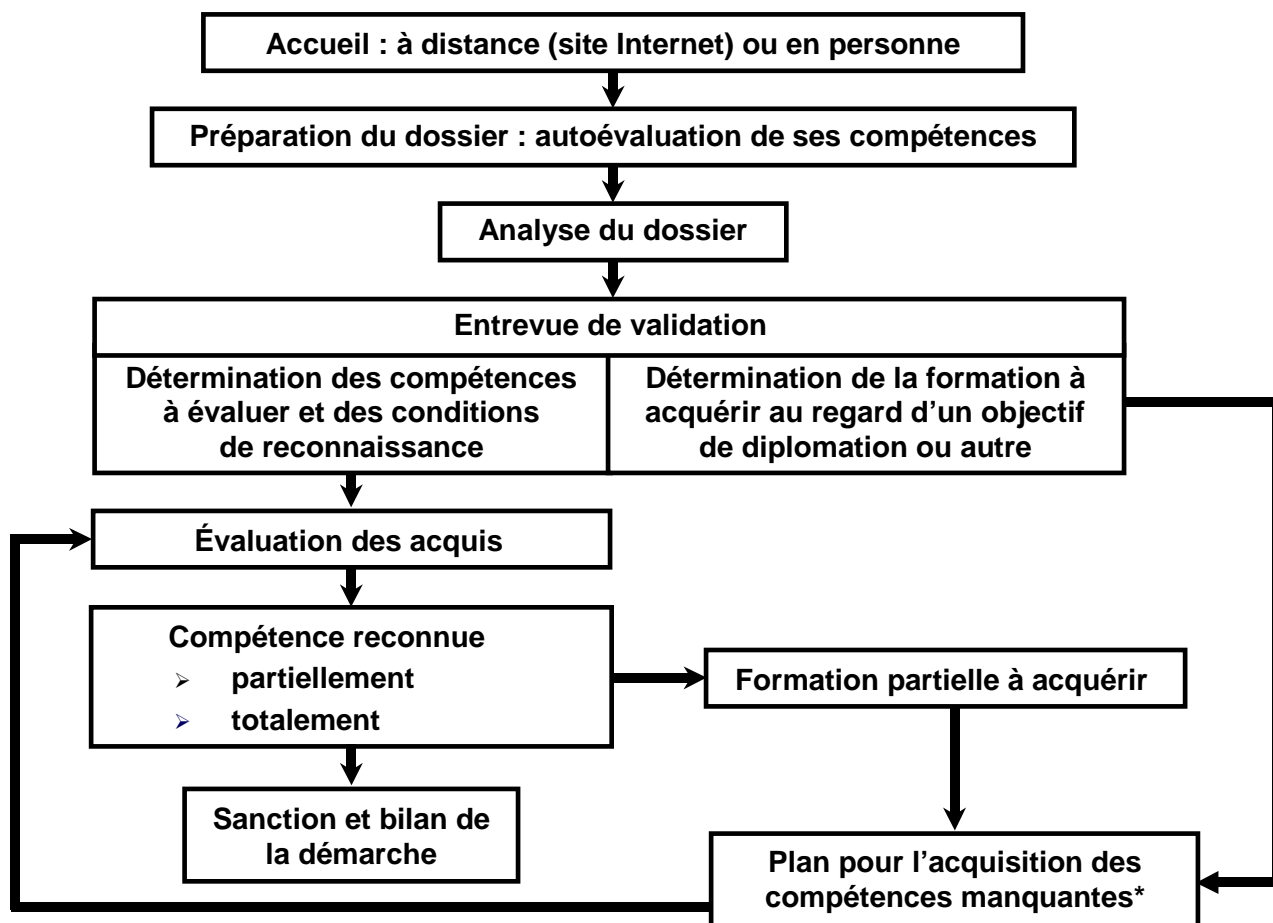 Accueil : à distance (site Internet) ou en personne
Préparation du dossier : autoévaluation de ses compétences
Analyse du dossier
Entrevue de validation
Détermination des compétences
à évaluer et des conditions
de reconnaissance
Détermination de la formation à
acquérir au regard d’un objectif
de diplomation ou autre
Évaluation des acquis
Compétence reconnue
➢ partiellement
➢ totalement
Formation partielle à acquérir
Sanction et bilan de
la démarche
Plan pour l’acquisition des
compétences manquantes*